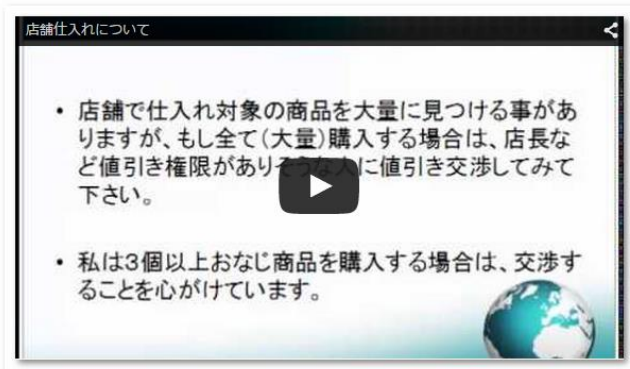 店舗仕入れについて
• 店舗で仕入れ対象の商品を大量に見つける事があ
りますが、もし全て(大量)購入する場合は、店長な
ど値引き権限がありそうな人に値引き交渉してみて
下さい。
• 私は3個以上おなじ商品を購入する場合は、交渉す
ることを心がけています。